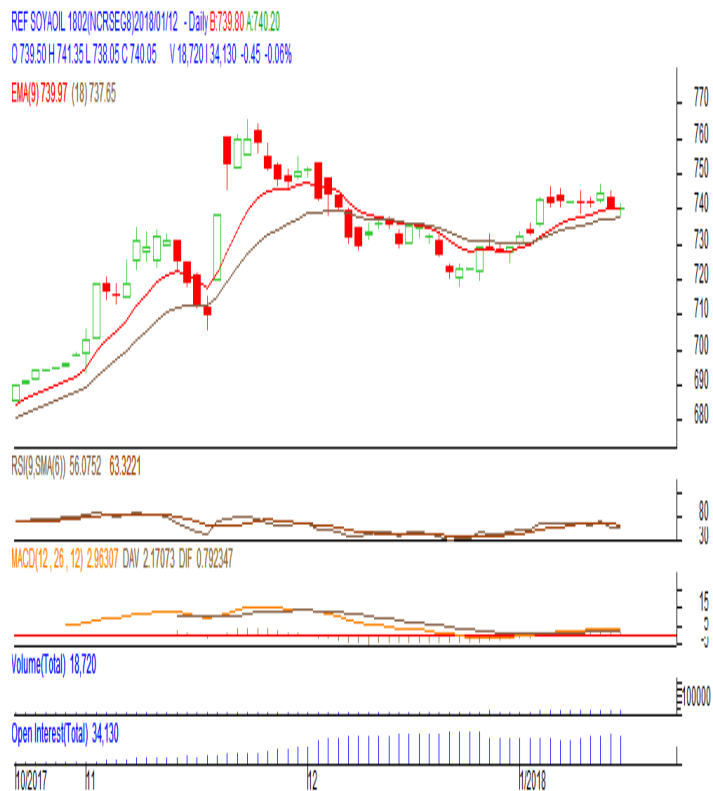 REF SOYAOIL 1802(NCRSEG8)2018/01/12 - Daily B:739.80 A:740.20
O 739.50 H 741.35 L 738.05 C 740.05 V 18,720 I 34,130 -0.45 -0.06%
EMA(9) 739.97 (18) 737.65
770
760
750
740
730
720
710
700
690
680
RSI(9,SMA(6)) 56.0752 63.3221
80
30
MACD(12, 26, 12) 2.96307 DAV 2.17073 DIF 0.792347
15
3
-3
Volume(Total) 18,720
100000
Open Interest(Total) 34,130
10/2017 11 12 1/2018